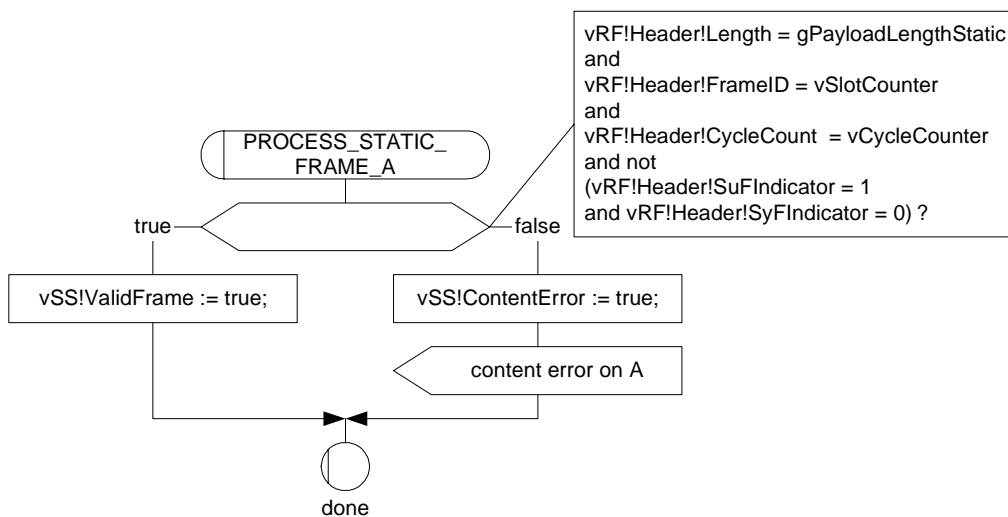 vRF!Header!Length = gPayloadLengthStatic
and
vRF!Header!FrameID = vSlotCounter
and
vRF!Header!CycleCount  = vCycleCounter
and not
(vRF!Header!SuFIndicator = 1
and vRF!Header!SyFIndicator = 0) ?
PROCESS_STATIC_
FRAME_A
true
false
vSS!ValidFrame := true;
vSS!ContentError := true;
content error on A
done